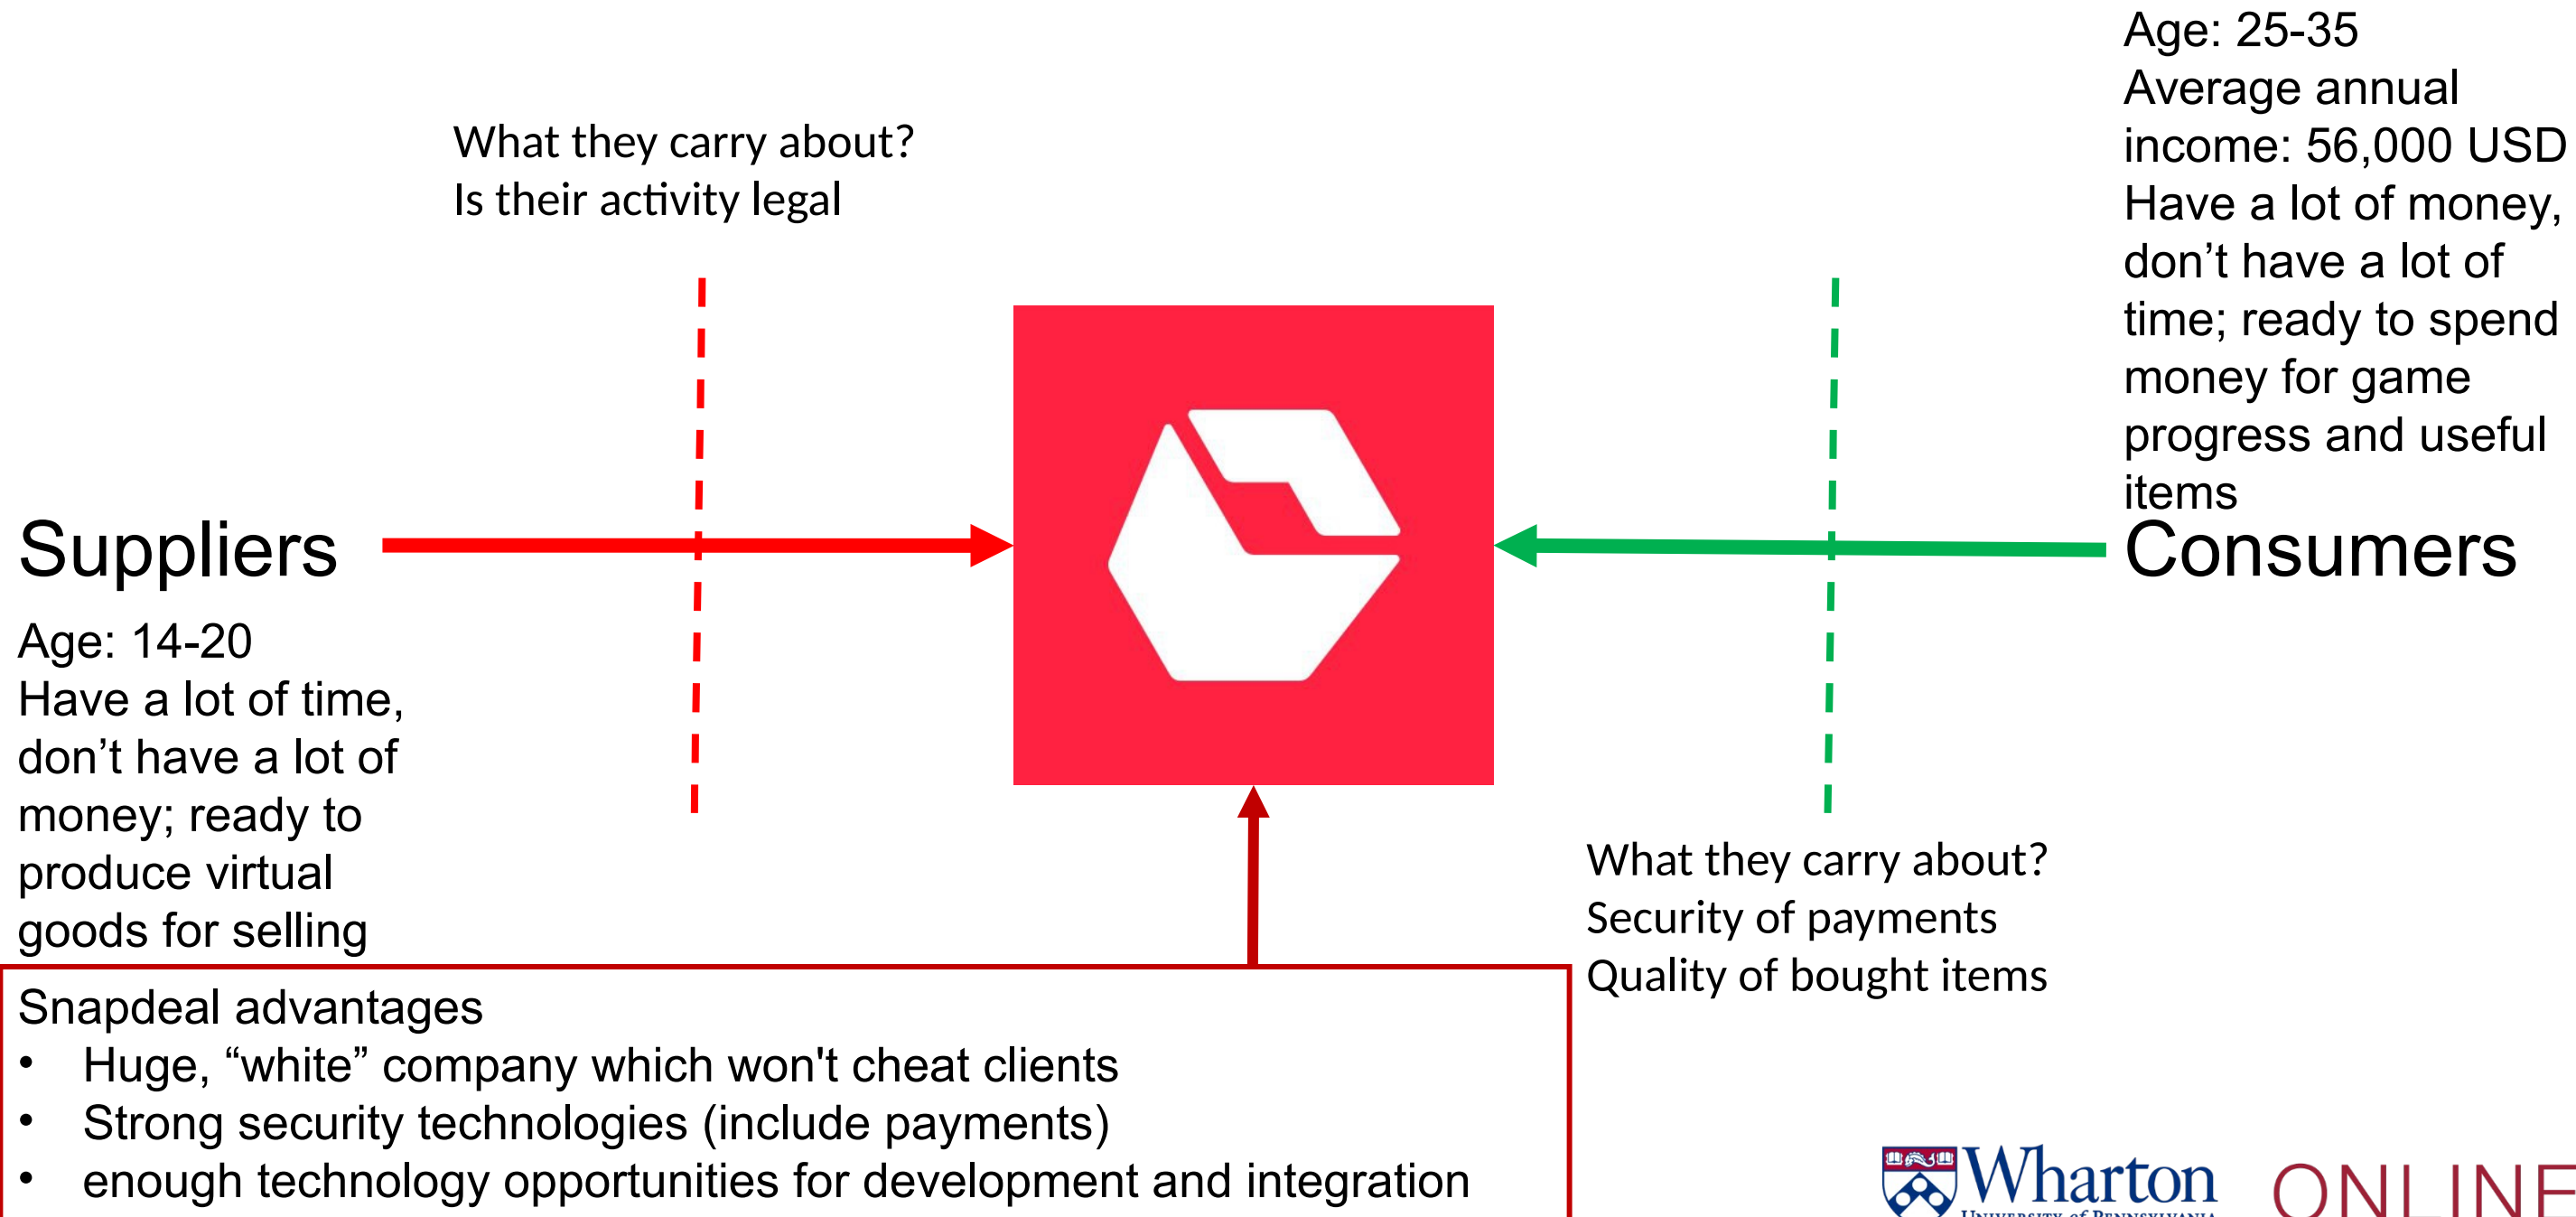 What they carry about?
Is their activity legal
Age: 25-35
Average annual
income: 56,000 USD
Have a lot of money,
don’t have a lot of
time; ready to spend
money for game
progress and useful
items
Suppliers
Consumers
Age: 14-20
Have a lot of time,
don’t have a lot of
money; ready to
produce virtual
goods for selling
What they carry about?
Security of payments
Quality of bought items
Snapdeal advantages
• Huge, “white” company which won't cheat clients
• Strong security technologies (include payments)
• enough technology opportunities for development and integration
Wharton
UNIVERSITY of PENNSYLVANIA
ONLINE